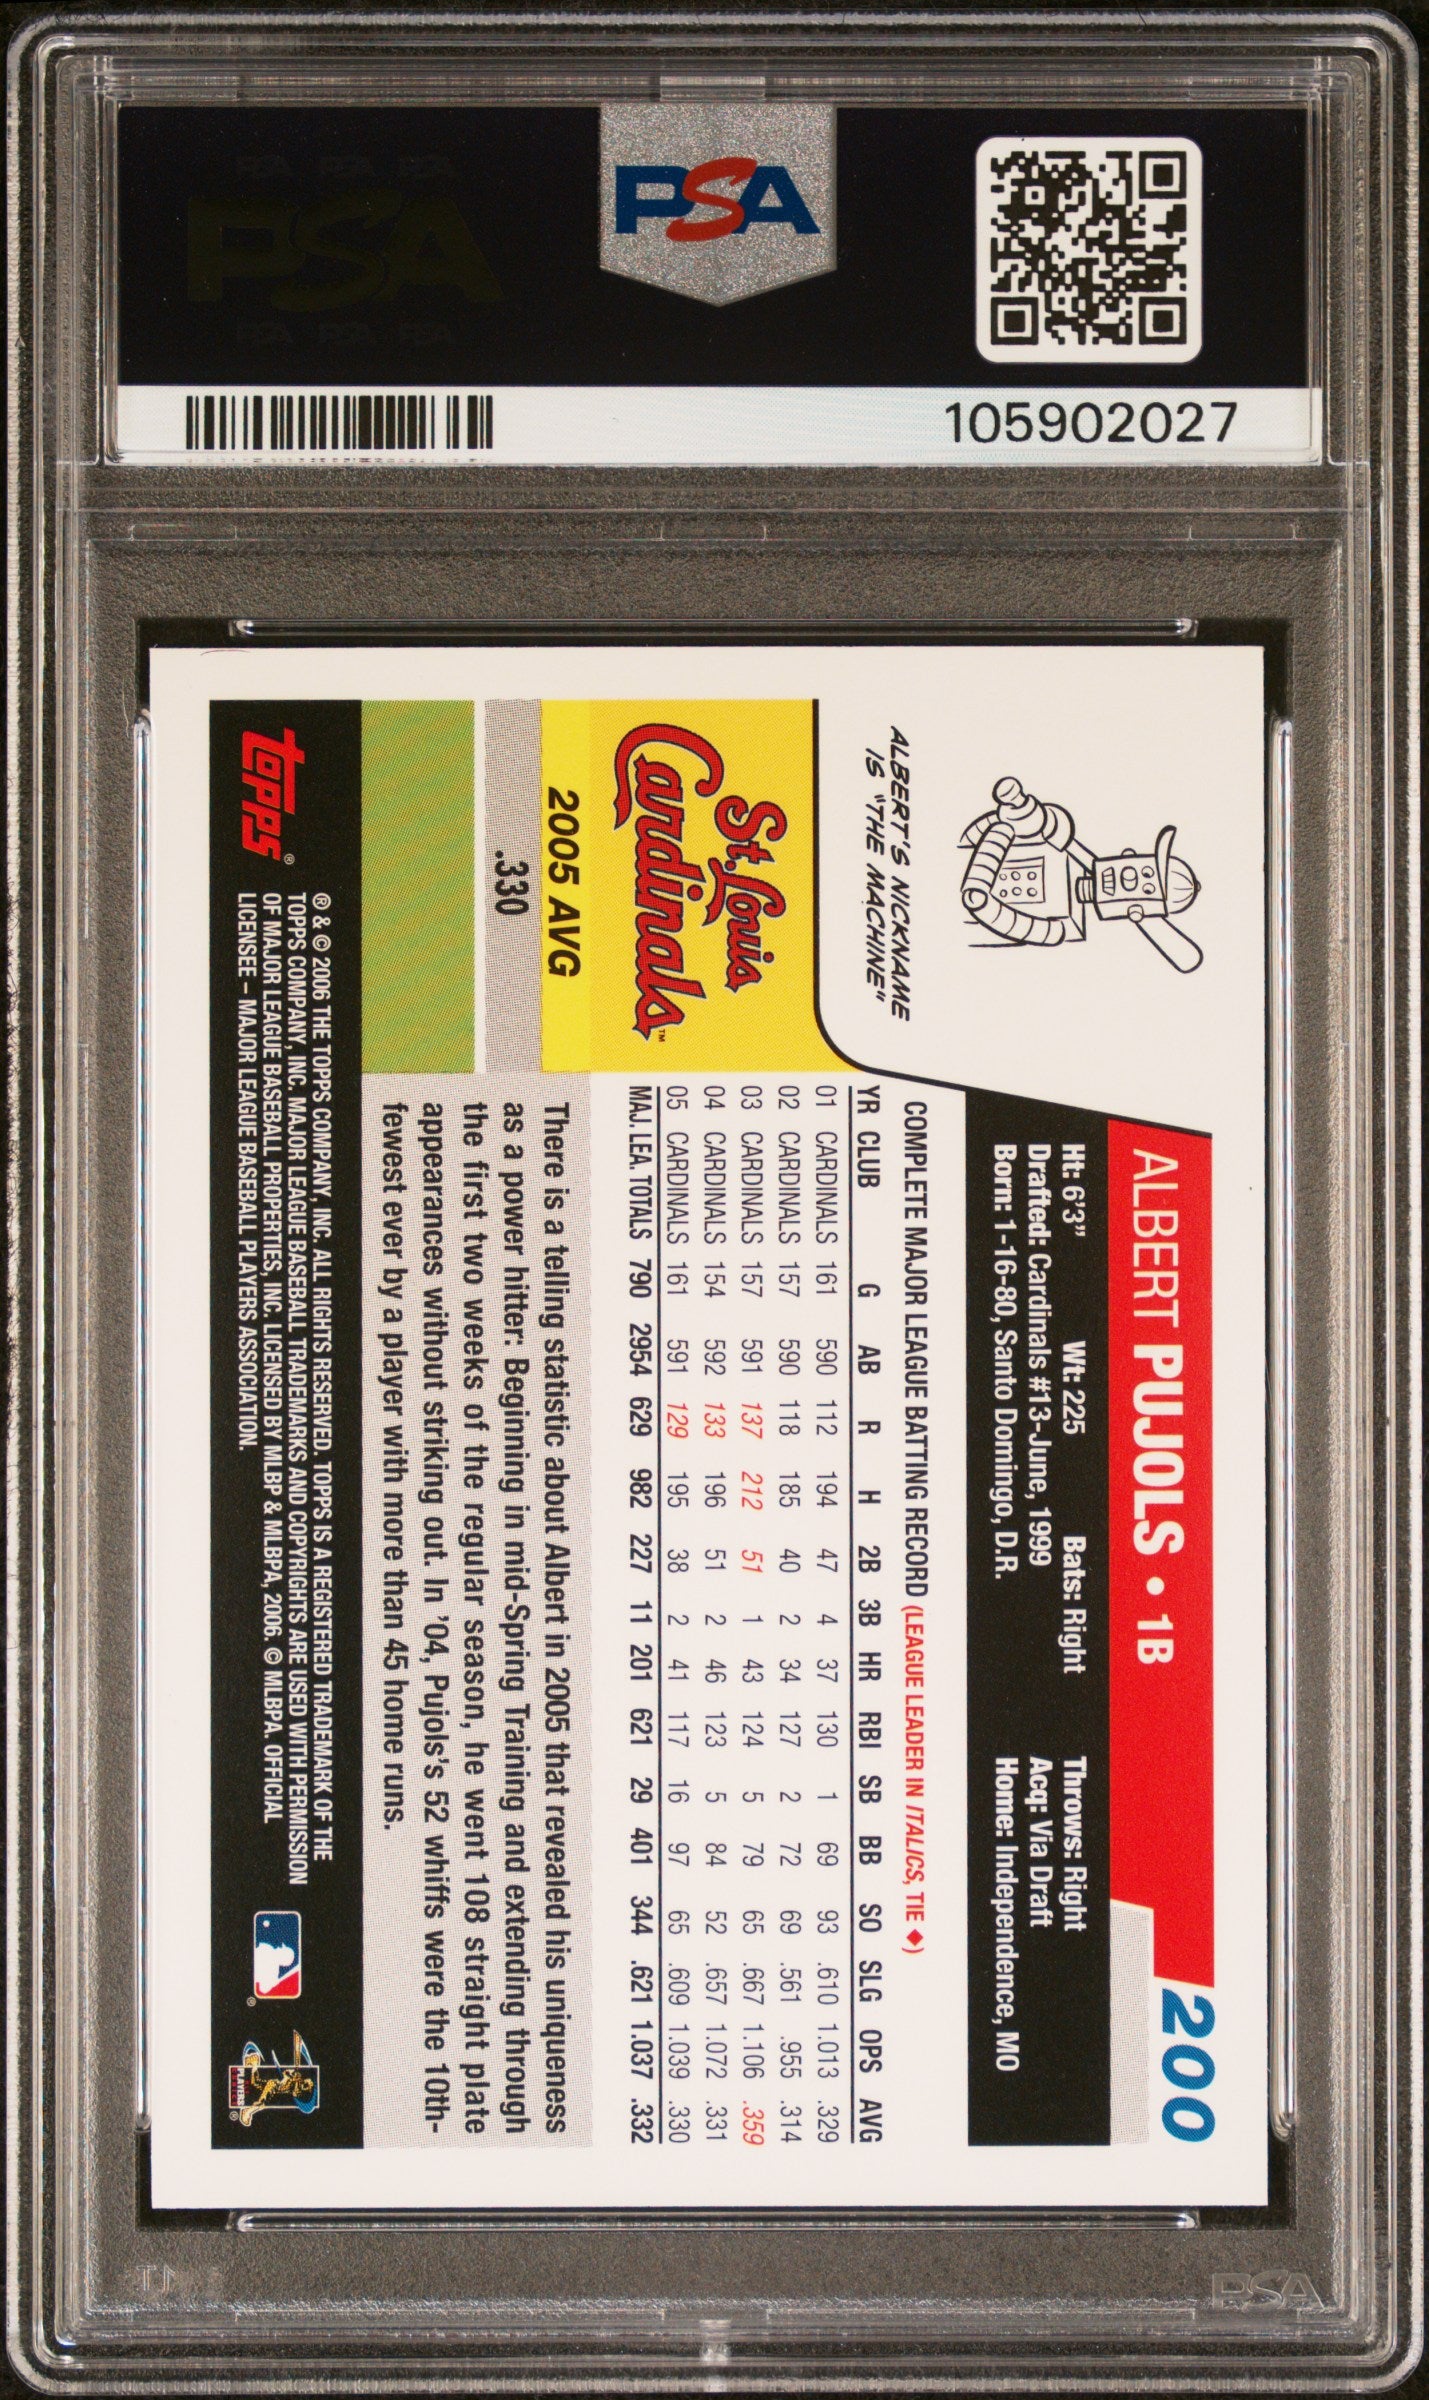 PSA PSA PSA
PSA
PSA PSA PSA
PSA
105902027
200
ALBERT PUJOLS • 1B
Ht: 6'3" Wt: 225 Bats: Right Throws: Right
Drafted: Cardinals #13-June, 1999 Acq: Via Draft
Born: 1-16-80, Santo Domingo, D.R. Home: Independence, MO
ALBERT'S NICKNAME
IS "THE MACHINE"
COMPLETE MAJOR LEAGUE BATTING RECORD (LEAGUE LEADER IN ITALICS, TIE ♦)
YR CLUB G AB R H 2B 3B HR RBI SB BB SO SLG OPS AVG
01 CARDINALS 161 590 112 194 47 4 37 130 1 69 93 .610 1.013 .329
02 CARDINALS 157 590 118 185 40 2 34 127 2 72 69 .561 .955 .314
03 CARDINALS 157 591 137 212 51 1 43 124 5 79 65 .667 1.106 .359
04 CARDINALS 154 592 133 196 51 2 46 123 5 84 52 .657 1.072 .331
05 CARDINALS 161 591 129 195 38 2 41 117 16 97 65 .609 1.039 .330
MAJ. LEA. TOTALS 790 2954 629 982 227 11 201 621 29 401 344 .621 1.037 .332
St. Louis
Cardinals™
2005 AVG
.330
There is a telling statistic about Albert in 2005 that revealed his uniqueness
as a power hitter: Beginning in mid-Spring Training and extending through
the first two weeks of the regular season, he went 108 straight plate
appearances without striking out. In '04, Pujols's 52 whiffs were the 10th-
fewest ever by a player with more than 45 home runs.
topps®
® & © 2006 THE TOPPS COMPANY, INC. ALL RIGHTS RESERVED. TOPPS IS A REGISTERED TRADEMARK OF THE
TOPPS COMPANY, INC. MAJOR LEAGUE BASEBALL TRADEMARKS AND COPYRIGHTS ARE USED WITH PERMISSION
OF MAJOR LEAGUE BASEBALL PROPERTIES, INC. LICENSED BY MLBP & MLBPA, 2006. © MLBPA. OFFICIAL
LICENSEE – MAJOR LEAGUE BASEBALL PLAYERS ASSOCIATION.
PLAYERS
PSA